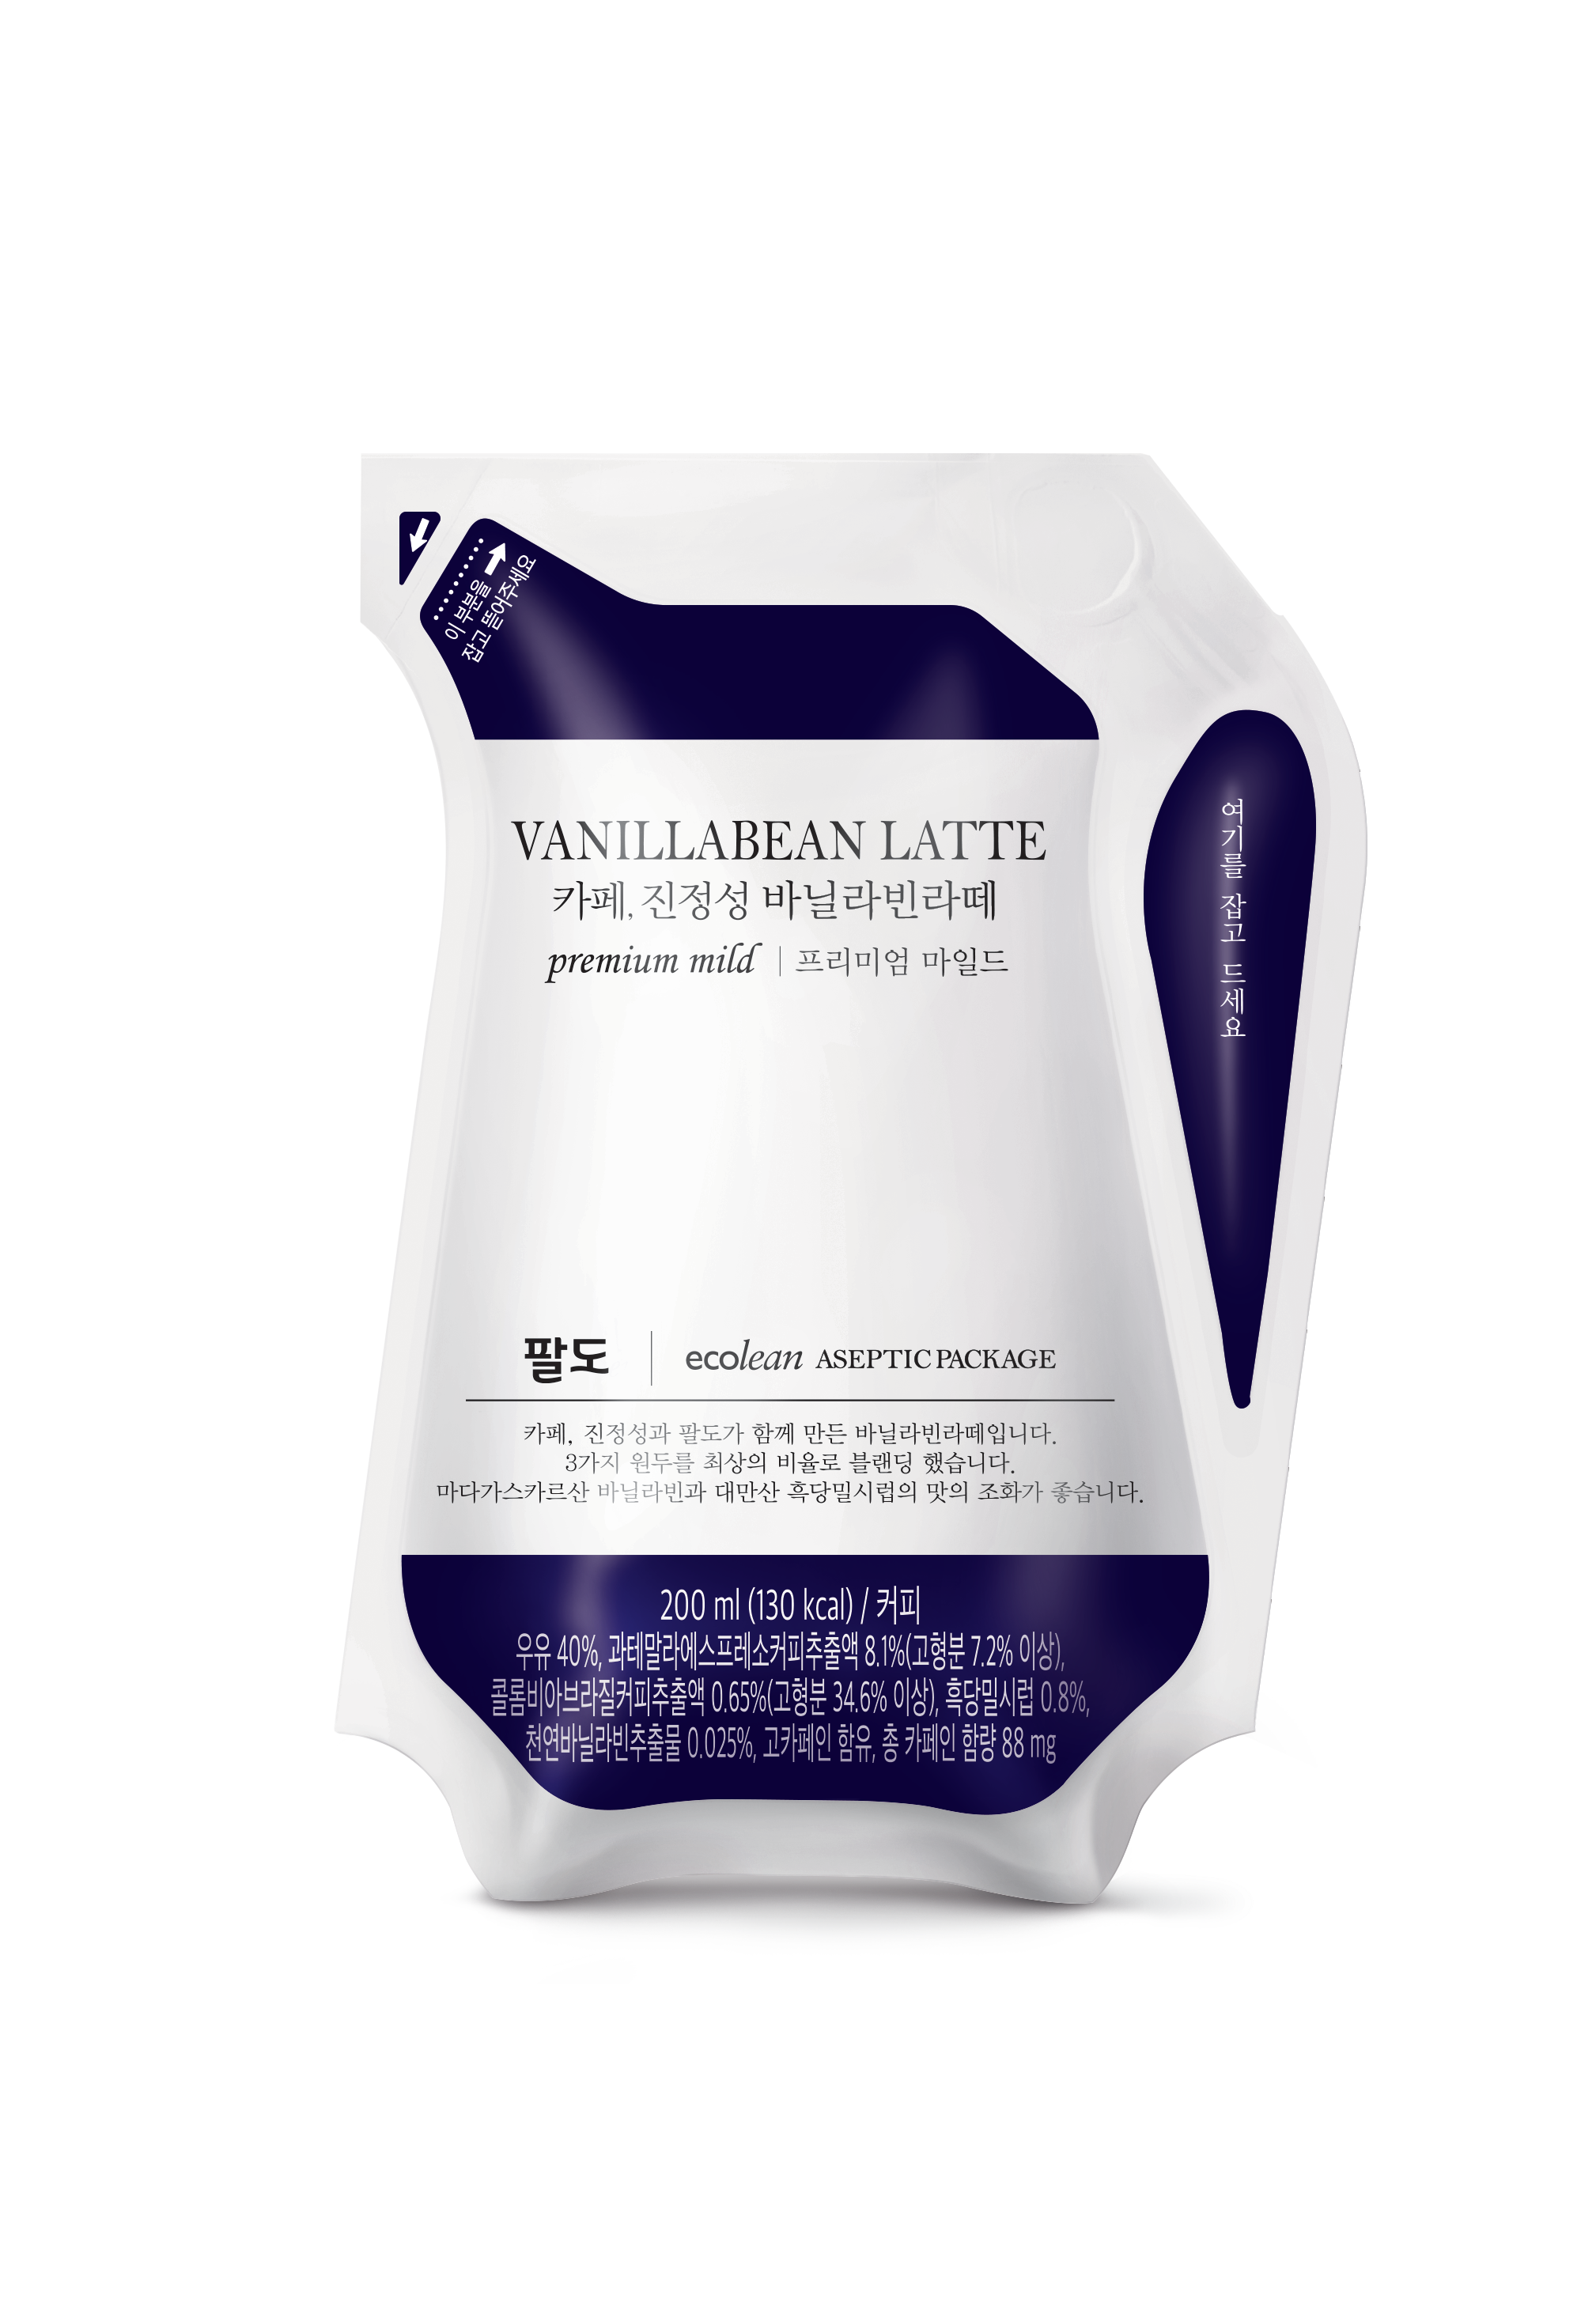 이 부분을
잡고 뜯어주세요
VANILLABEAN LATTE
카페, 진정성 바닐라빈라떼
premium mild | 프리미엄 마일드
여기를 잡고 드세요
팔도 | ecolean ASEPTIC PACKAGE
카페, 진정성과 팔도가 함께 만든 바닐라빈라떼입니다.
3가지 원두를 최상의 비율로 블랜딩 했습니다.
마다가스카르산 바닐라빈과 대만산 흑당밀시럽의 맛의 조화가 좋습니다.
200 ml (130 kcal) / 커피
우유 40%, 과테말라에스프레소커피추출액 8.1%(고형분 7.2% 이상),
콜롬비아브라질커피추출액 0.65%(고형분 34.6% 이상), 흑당밀시럽 0.8%,
천연바닐라빈추출물 0.025%, 고카페인 함유, 총 카페인 함량 88 mg